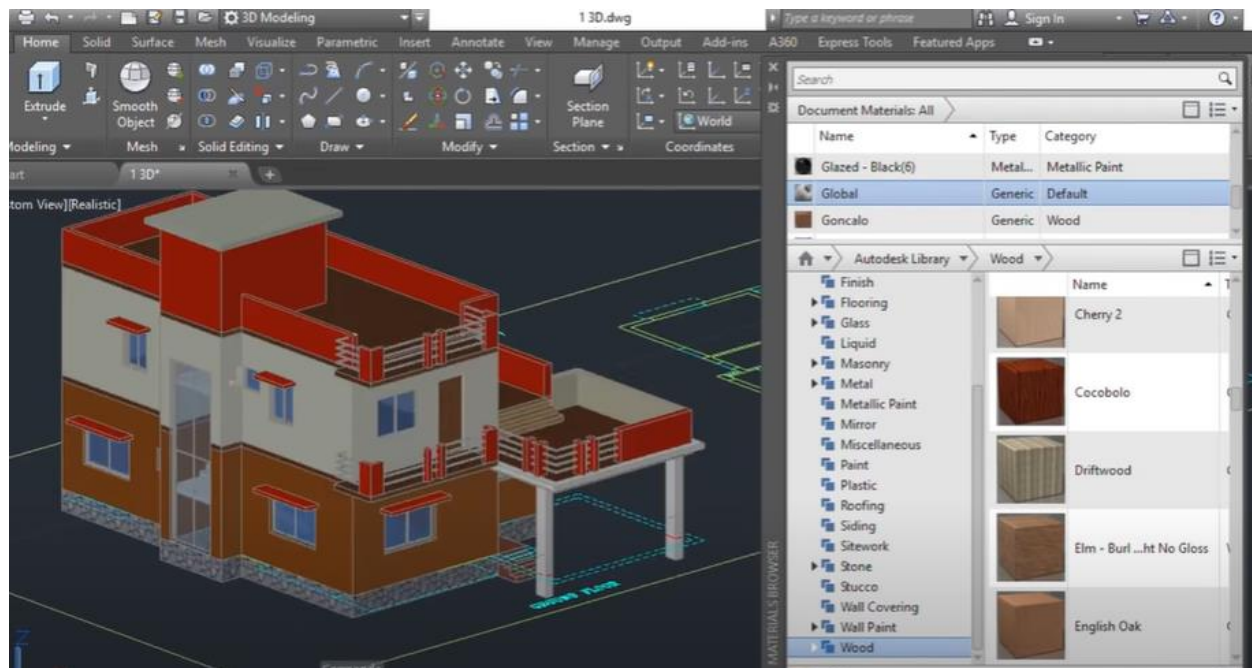 3D Modeling
1 3D.dwg
Type a keyword or phrase
Sign In
Home Solid Surface Mesh Visualize Parametric Insert Annotate View Manage Output Add-ins A360 Express Tools Featured Apps
Extrude
Smooth
Object
Section
Plane
World
Modeling Mesh Solid Editing Draw Modify Section Coordinates
1 3D*
tom View][Realistic]
Search
Document Materials: All
Name Type Category
Glazed - Black(6) Metal... Metallic Paint
Global Generic Default
Goncalo Generic Wood
Autodesk Library Wood
Finish
Flooring
Glass
Liquid
Masonry
Metal
Metallic Paint
Mirror
Miscellaneous
Paint
Plastic
Roofing
Siding
Sitework
Stone
Stucco
Wall Covering
Wall Paint
Wood
Name
Cherry 2
Cocobolo
Driftwood
Elm - Burl ...ht No Gloss
English Oak
MATERIALS BROWSER
Z